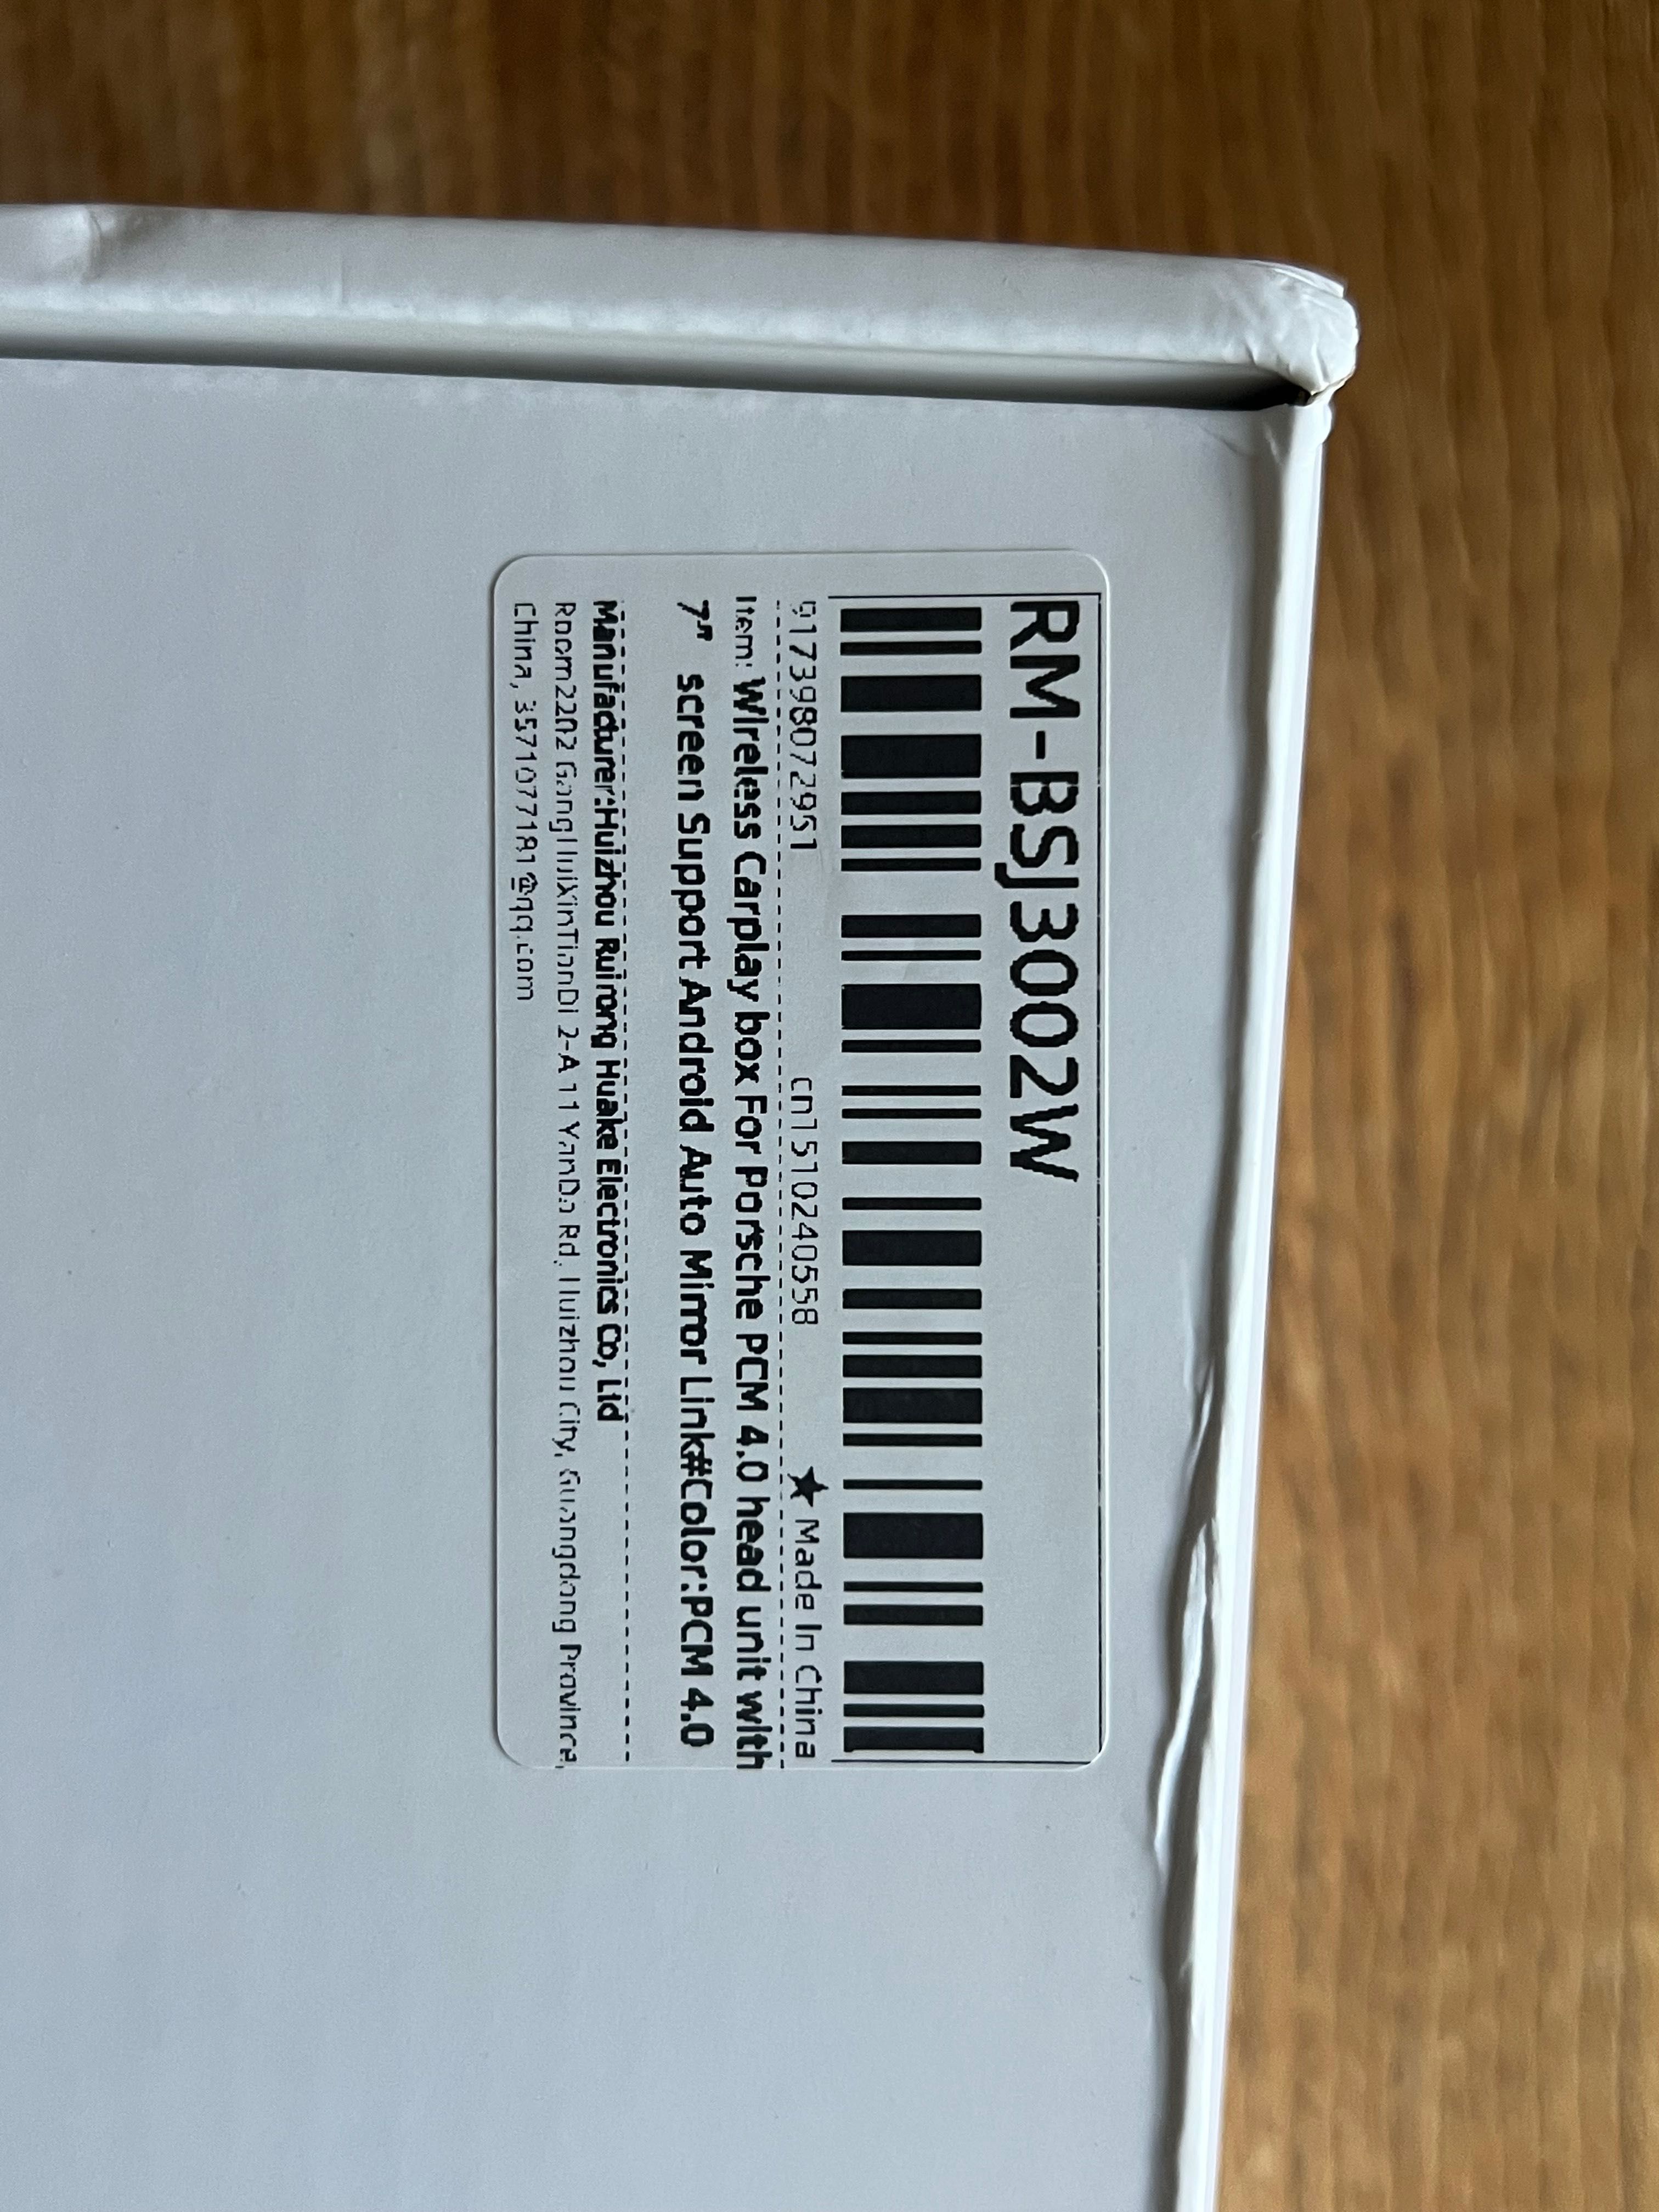 RM-BSJ3002W
917398072951 cn1510240558 ★ Made In China
Item: Wireless Carplay box For Porsche PCM 4.0 head unit with
7" screen Support Android Auto Mirror Link#Color:PCM 4.0
Manufacturer:Huizhou Ruirong Huake Electronics Co, Ltd
Room2202 GangHuiXinTianDi 2-A 11 YanDa Rd, Huizhou City, Guangdong Province,
China, 3571077181@qq.com